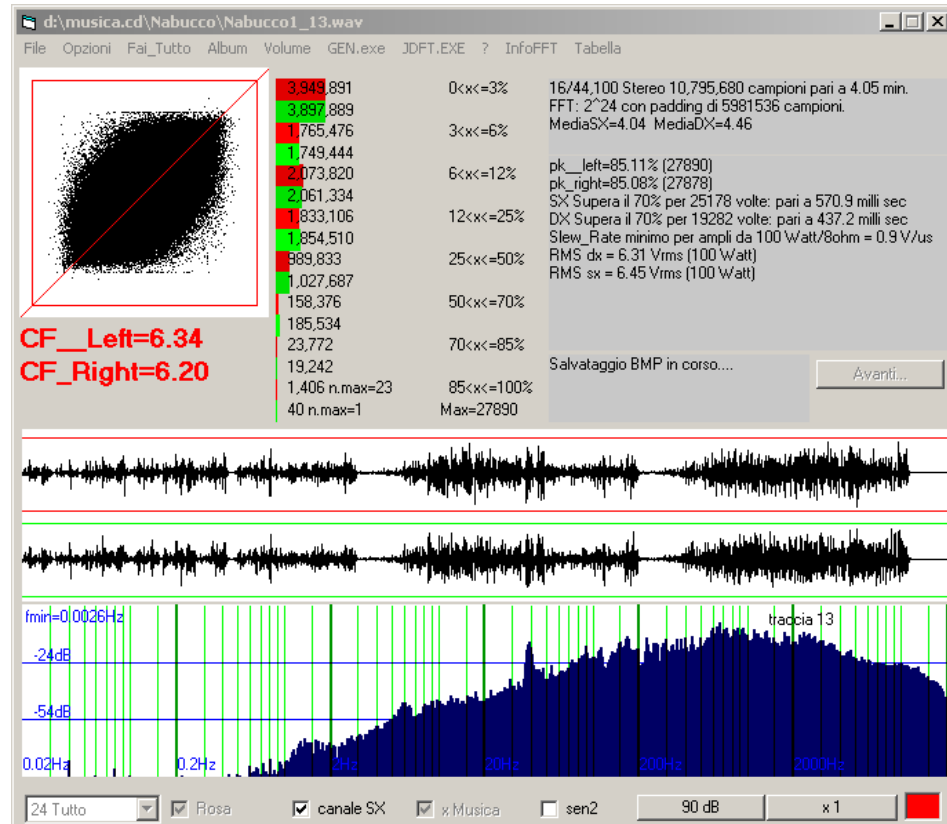 d:\musica.cd\Nabucco\Nabucco1_13.wav
File Opzioni Fai_Tutto Album Volume GEN.exe JDFT.EXE ? InfoFFT Tabella
3,949,891 0<x<=3%
3,897,889
1,765,476 3<x<=6%
1,749,444
2,073,820 6<x<=12%
2,061,334
1,833,106 12<x<=25%
1,854,510
989,833 25<x<=50%
1,027,687
158,376 50<x<=70%
185,534
23,772 70<x<=85%
19,242
1,406 n.max=23 85<x<=100%
40 n.max=1 Max=27890
CF__Left=6.34
CF_Right=6.20
16/44,100 Stereo 10,795,680 campioni pari a 4.05 min.
FFT: 2^24 con padding di 5981536 campioni.
MediaSX=4.04 MediaDX=4.46
pk__left=85.11% (27890)
pk_right=85.08% (27878)
SX Supera il 70% per 25178 volte: pari a 570.9 milli sec
DX Supera il 70% per 19282 volte: pari a 437.2 milli sec
Slew_Rate minimo per ampli da 100 Watt/8ohm = 0.9 V/us
RMS dx = 6.31 Vrms (100 Watt)
RMS sx = 6.45 Vrms (100 Watt)
Salvataggio BMP in corso....
Avanti...
fmin=0.0026Hz
traccia 13
-24dB
-54dB
0.02Hz 0.2Hz 2Hz 20Hz 200Hz 2000Hz
24 Tutto Rosa canale SX x Musica sen2 90 dB x 1